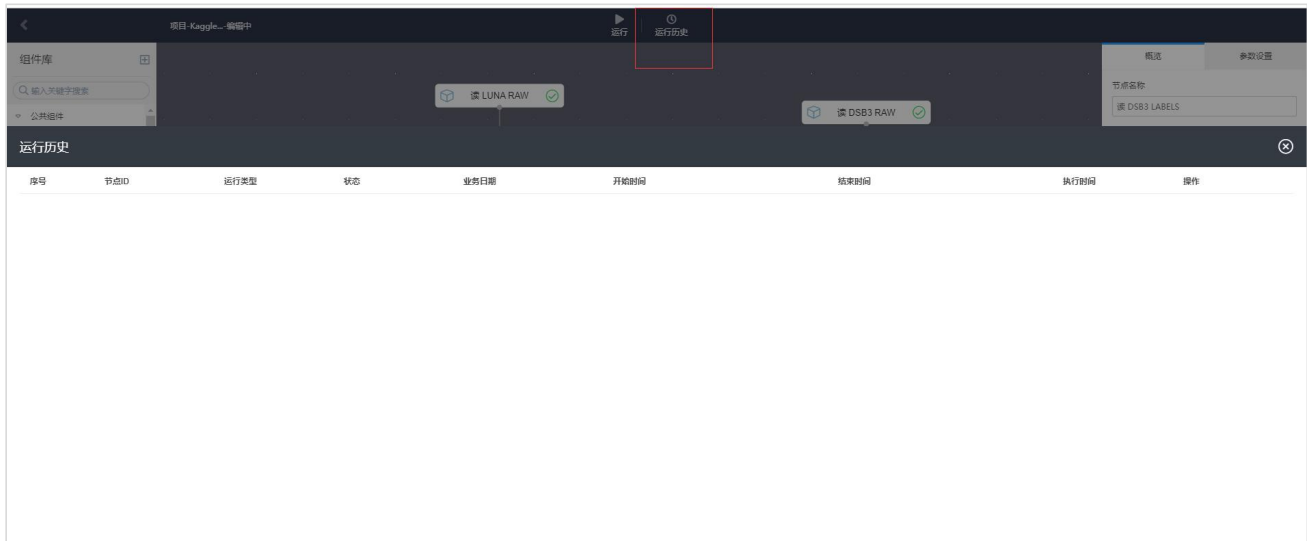 项目-Kaggle...-编辑中
运行
运行历史
组件库
概览
参数设置
输入关键字搜索
节点名称
读 LUNA RAW
读 DSB3 RAW
读 DSB3 LABELS
公共组件
运行历史
序号 节点ID 运行类型 状态 业务日期 开始时间 结束时间 执行时间 操作